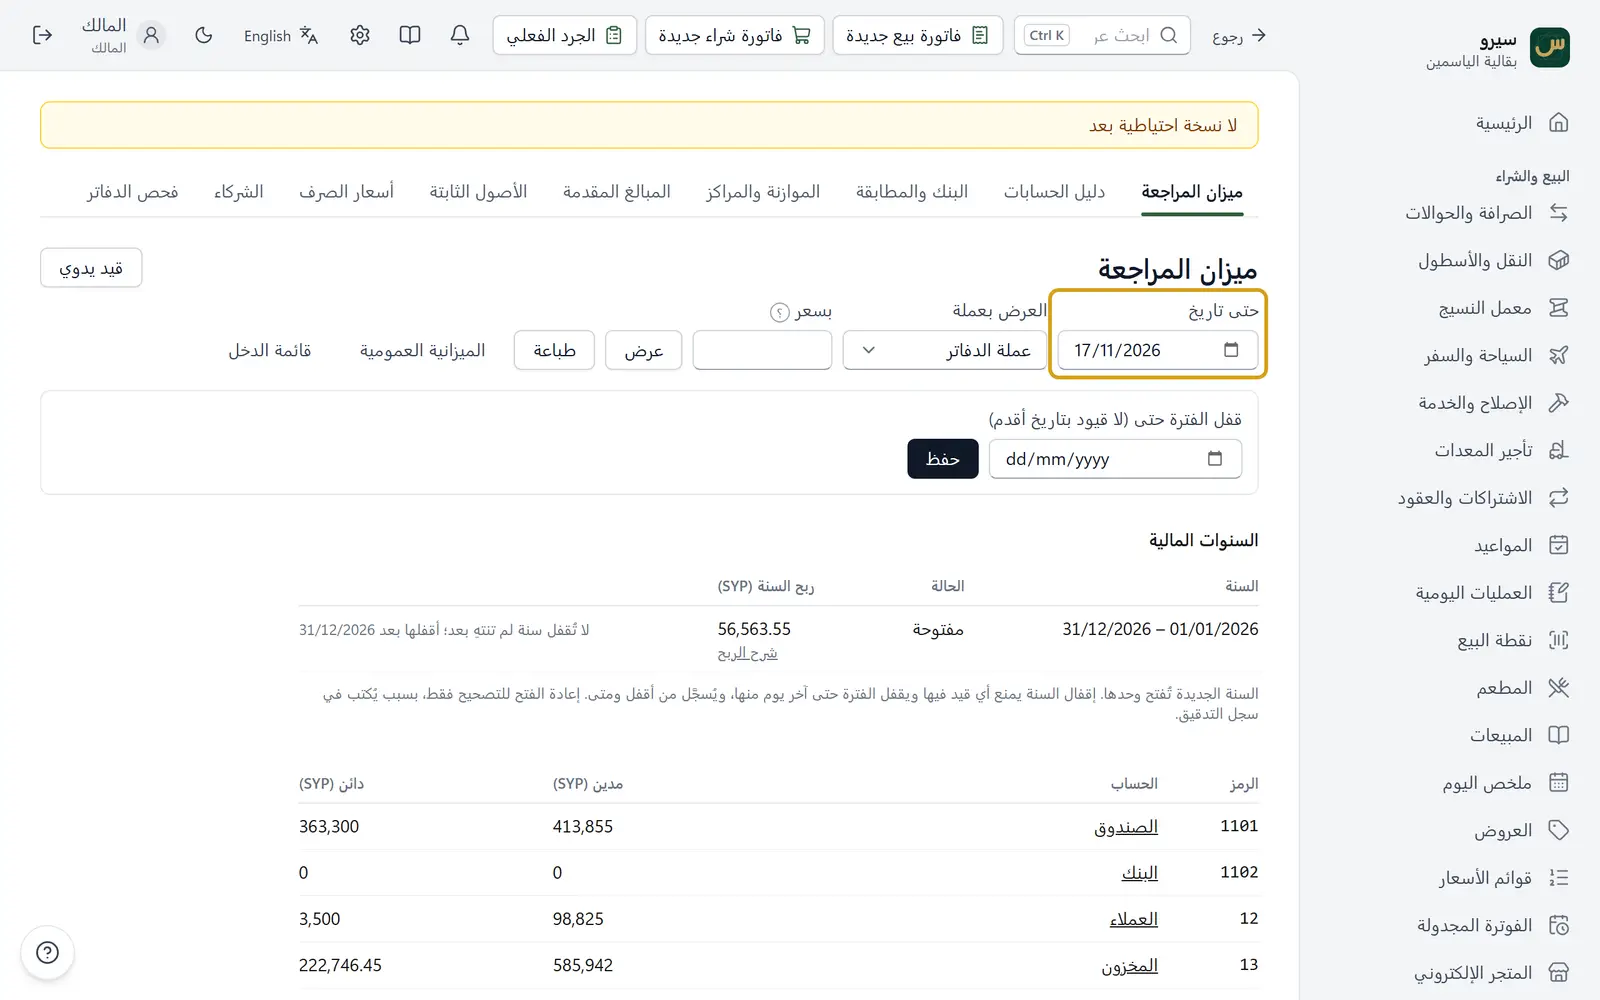 سيرو
بقالية الياسمين
رجوع
ابحث عر
Ctrl K
فاتورة بيع جديدة
فاتورة شراء جديدة
الجرد الفعلي
English
المالك
المالك
الرئيسية
البيع والشراء
الصرافة والحوالات
النقل والأسطول
معمل النسيج
السياحة والسفر
الإصلاح والخدمة
تأجير المعدات
الاشتراكات والعقود
المواعيد
العمليات اليومية
نقطة البيع
المطعم
المبيعات
ملخص اليوم
العروض
قوائم الأسعار
الفوترة المجدولة
المتجر الإلكتروني
لا نسخة احتياطية بعد
ميزان المراجعة
دليل الحسابات
البنك والمطابقة
الموازنة والمراكز
المبالغ المقدمة
الأصول الثابتة
أسعار الصرف
الشركاء
فحص الدفاتر
ميزان المراجعة
قيد يدوي
حتى تاريخ
17/11/2026
العرض بعملة
عملة الدفاتر
بسعر ؟
عرض
طباعة
الميزانية العمومية
قائمة الدخل
قفل الفترة حتى (لا قيود بتاريخ أقدم)
dd/mm/yyyy
حفظ
السنوات المالية
السنة الحالة ربح السنة (SYP)
31/12/2026 – 01/01/2026 مفتوحة 56,563.55 لا تُقفل سنة لم تنتهِ بعد؛ أقفلها بعد 31/12/2026
شرح الربح
السنة الجديدة تُفتح وحدها. إقفال السنة يمنع أي قيد فيها ويقفل الفترة حتى آخر يوم منها، ويُسجَّل من أقفل ومتى. إعادة الفتح للتصحيح فقط، بسبب يُكتب في
سجل التدقيق.
الرمز الحساب مدين (SYP) دائن (SYP)
1101 الصندوق 413,855 363,300
1102 البنك 0 0
12 العملاء 98,825 3,500
13 المخزون 585,942 222,746.45